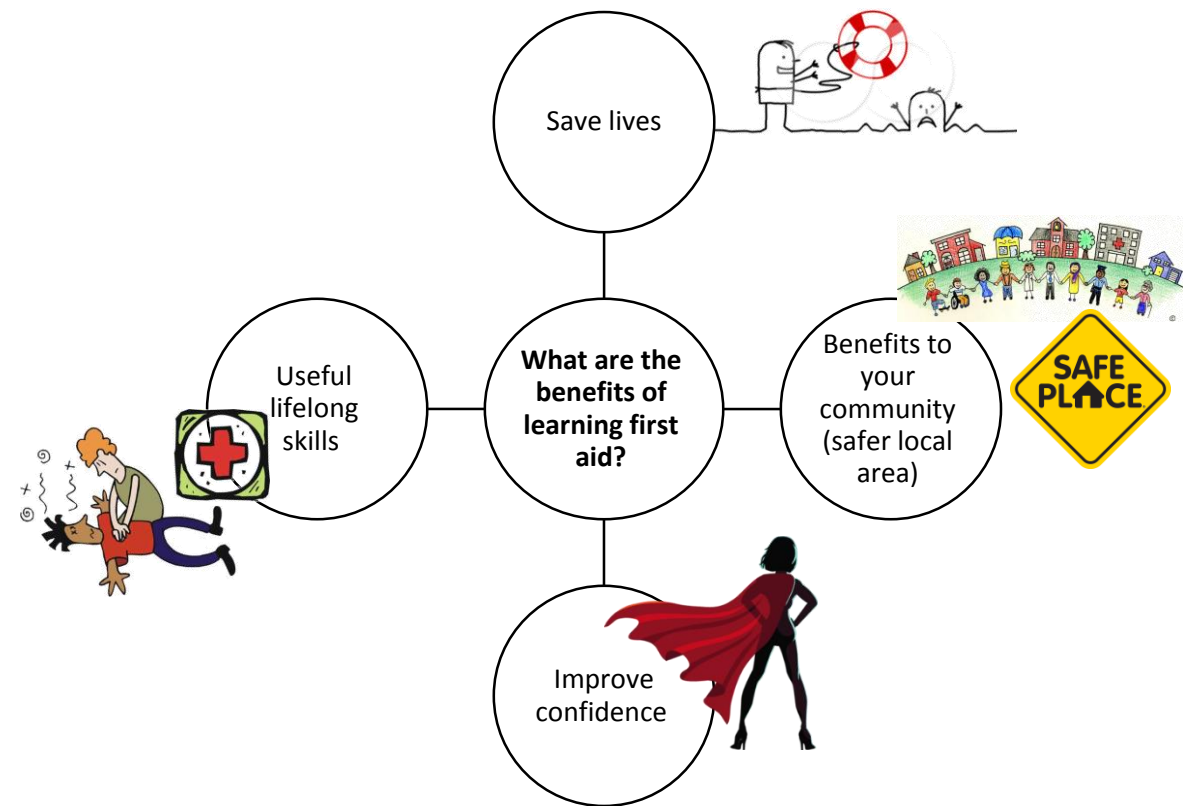 Save lives
What are the
benefits of
learning first
aid?
Useful
lifelong
skills
Benefits to
your
community
(safer local
area)
SAFE
PLACE
Improve
confidence